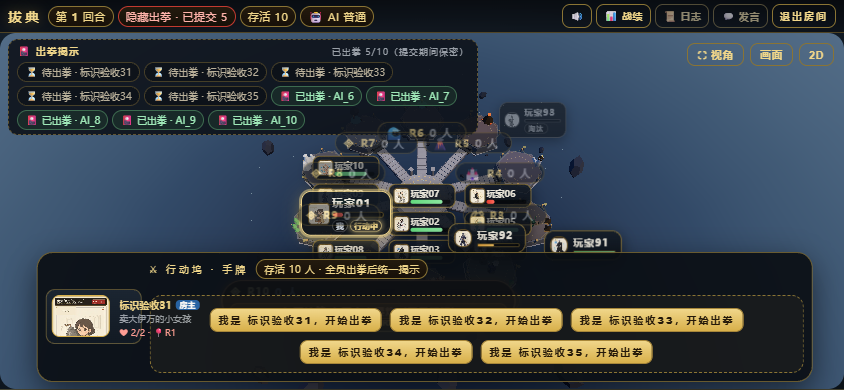 拔典 第 1 回合 隐藏出拳 · 已提交 5 存活 10 AI 普通 战绩 日志 发言 退出房间
出拳揭示 已出拳 5/10（提交期间保密）
待出拳 · 标识验收31 待出拳 · 标识验收32 待出拳 · 标识验收33
待出拳 · 标识验收34 待出拳 · 标识验收35 已出拳 · AI_6 已出拳 · AI_7
已出拳 · AI_8 已出拳 · AI_9 已出拳 · AI_10
视角 画面 2D
玩家93
淘汰
R6 0 人
R7 0 人 R5 0 人
玩家10 R4 0 人
玩家07 玩家06
玩家01
我 行动中
玩家02
玩家92 玩家91
玩家08 玩家03
行动坞 · 手牌 存活 10 人 · 全员出拳后统一揭示
标识验收31 房主
卖大伊万的小女孩
2/2 · R1
我是 标识验收31，开始出拳 我是 标识验收32，开始出拳 我是 标识验收33，开始出拳
我是 标识验收34，开始出拳 我是 标识验收35，开始出拳